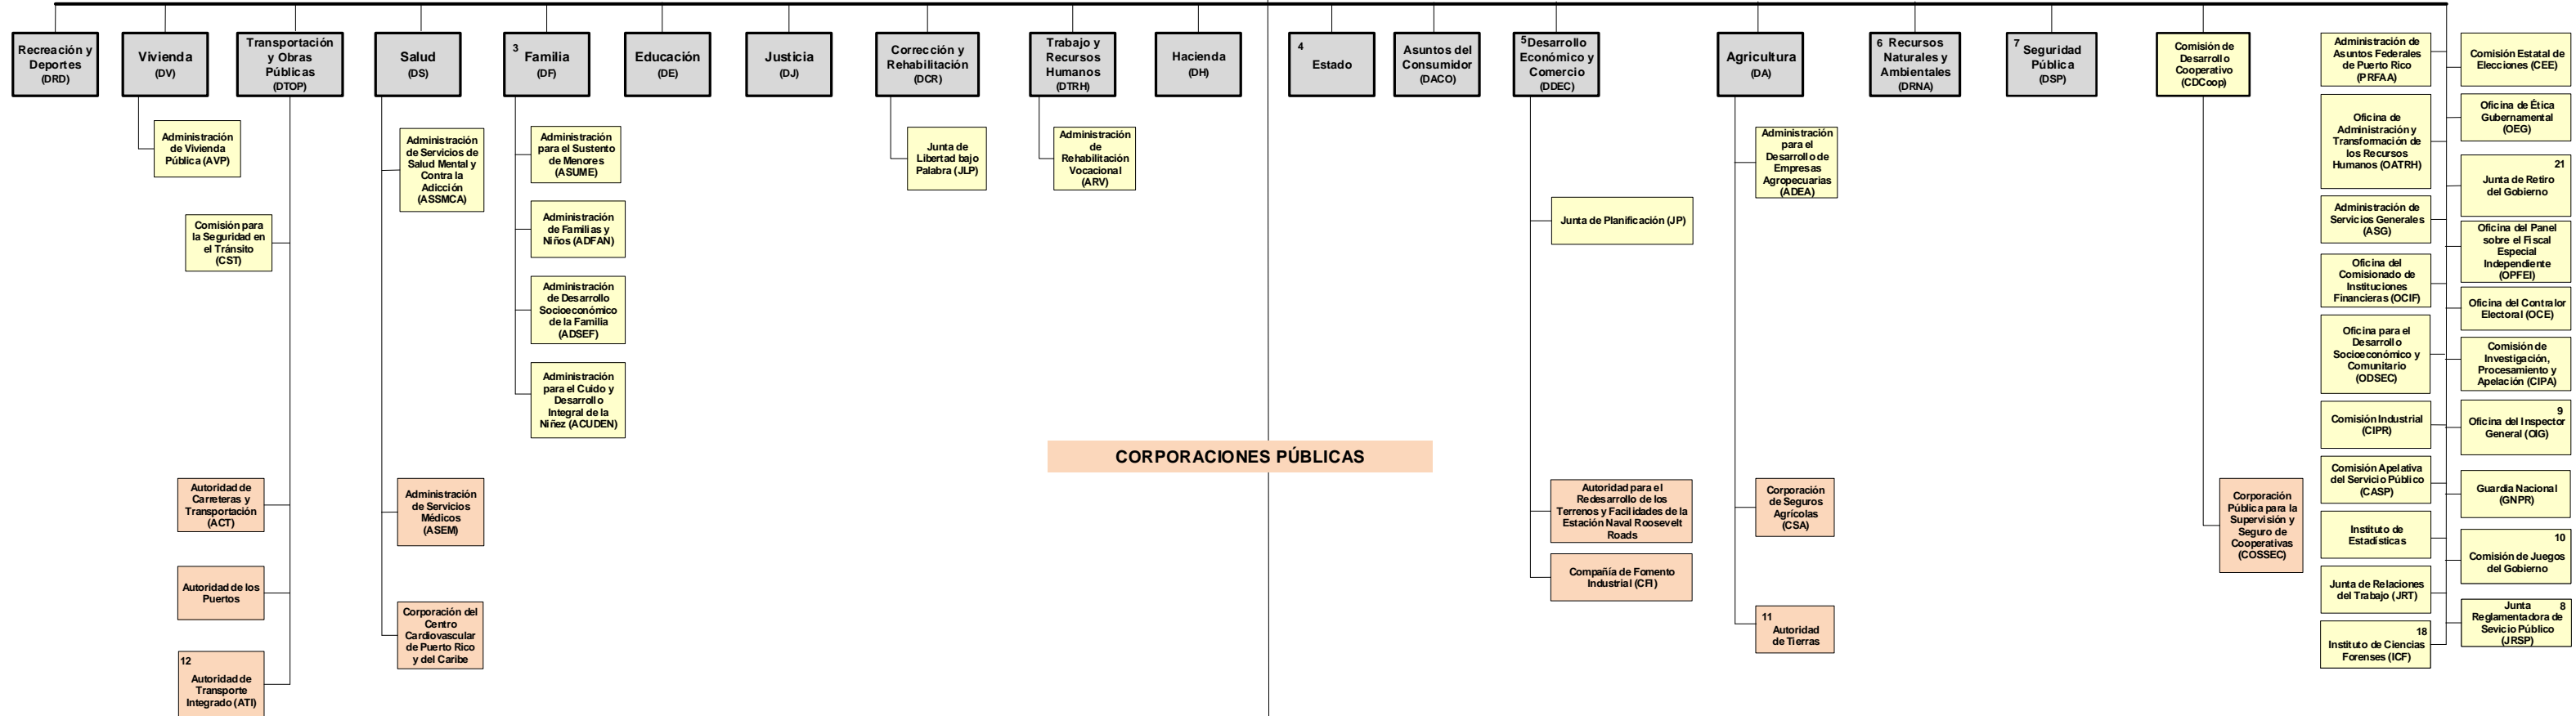 Recreación y
Deportes
(DRD)
Vivienda
(DV)
Transportación
y Obras
Públicas
(DTOP)
Salud
(DS)
3
Familia
(DF)
Educación
(DE)
Justicia
(DJ)
Corrección y
Rehabilitación
(DCR)
Trabajo y
Recursos
Humanos
(DTRH)
Hacienda
(DH)
4
Estado
Asuntos del
Consumidor
(DACO)
5 Desarrollo
Económico y
Comercio
(DDEC)
Agricultura
(DA)
6 Recursos
Naturales y
Ambientales
(DRNA)
7
Seguridad
Pública
(DSP)
Comisión de
Desarrollo
Cooperativo
(CDCoop)
Administración
de Vivienda
Pública (AVP)
Comisión para
la Seguridad en
el Tránsito
(CST)
Autoridad de
Carreteras y
Transportación
(ACT)
Autoridad de los
Puertos
12
Autoridad de
Transporte
Integrado (ATI)
Administración
de Servicios de
Salud Mental y
Contra la
Adicción
(ASSMCA)
Administración
de Servicios
Médicos
(ASEM)
Corporación del
Centro
Cardiovascular
de Puerto Rico
y del Caribe
Administración
para el Sustento
de Menores
(ASUME)
Administración
de Familias y
Niños (ADFAN)
Administración
de Desarrollo
Socioeconómico
de la Familia
(ADSEF)
Administración
para el Cuido y
Desarrollo
Integral de la
Niñez (ACUDEN)
Junta de
Libertad bajo
Palabra (JLP)
Administración
de
Rehabilitación
Vocacional
(ARV)
CORPORACIONES PÚBLICAS
Junta de Planificación (JP)
Autoridad para el
Redesarrollo de los
Terrenos y Facilidades de la
Estación Naval Roosevelt
Roads
Compañía de Fomento
Industrial (CFI)
Administración
para el
Desarrollo de
Empresas
Agropecuarias
(ADEA)
Corporación
de Seguros
Agrícolas
(CSA)
11
Autoridad
de Tierras
Corporación
Pública para la
Supervisión y
Seguro de
Cooperativas
(COSSEC)
Administración de
Asuntos Federales
de Puerto Rico
(PRFAA)
Oficina de
Administración y
Transformación de
los Recursos
Humanos (OATRH)
Administración de
Servicios Generales
(ASG)
Oficina del
Comisionado de
Instituciones
Financieras (OCIF)
Oficina para el
Desarrollo
Socioeconómico y
Comunitario
(ODSEC)
Comisión Industrial
(CIPR)
Comisión Apelativa
del Servicio Público
(CASP)
Instituto de
Estadísticas
Junta de Relaciones
del Trabajo (JRT)
18
Instituto de Ciencias
Forenses (ICF)
Comisión Estatal de
Elecciones (CEE)
Oficina de Ética
Gubernamental
(OEG)
21
Junta de Retiro
del Gobierno
Oficina del Panel
sobre el Fiscal
Especial
Independiente
(OPFEI)
Oficina del Contralor
Electoral (OCE)
Comisión de
Investigación,
Procesamiento y
Apelación (CIPA)
9
Oficina del Inspector
General (OIG)
Guardia Nacional
(GNPR)
10
Comisión de Juegos
del Gobierno
Junta 8
Reglamentadora de
Sevicio Público
(JRSP)